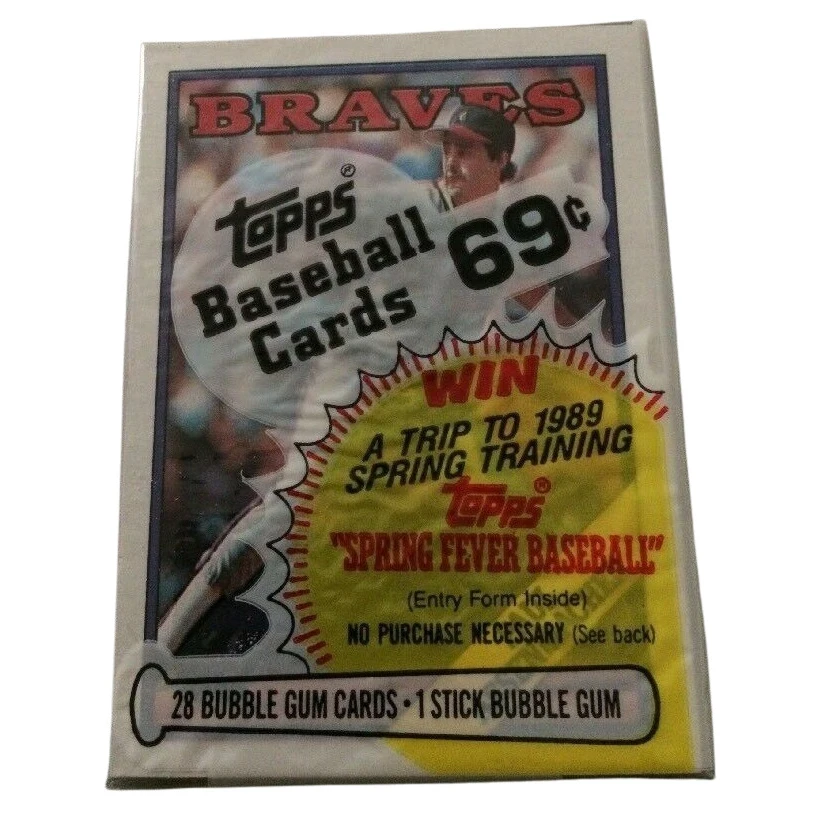 BRAVES
Topps®
Baseball
Cards
69¢
WIN
A TRIP TO 1989
SPRING TRAINING
Topps®
"SPRING FEVER BASEBALL"
(Entry Form Inside)
NO PURCHASE NECESSARY (See back)
28 BUBBLE GUM CARDS • 1 STICK BUBBLE GUM